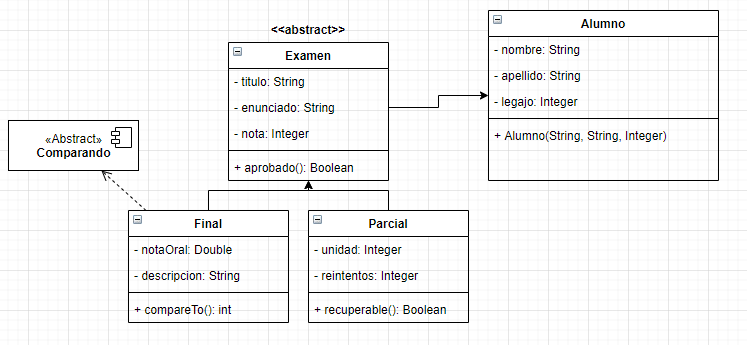 <<abstract>>
Examen
- titulo: String
- enunciado: String
- nota: Integer
+ aprobado(): Boolean
Alumno
- nombre: String
- apellido: String
- legajo: Integer
+ Alumno(String, String, Integer)
«Abstract»
Comparando
Final
- notaOral: Double
- descripcion: String
+ compareTo(): int
Parcial
- unidad: Integer
- reintentos: Integer
+ recuperable(): Boolean